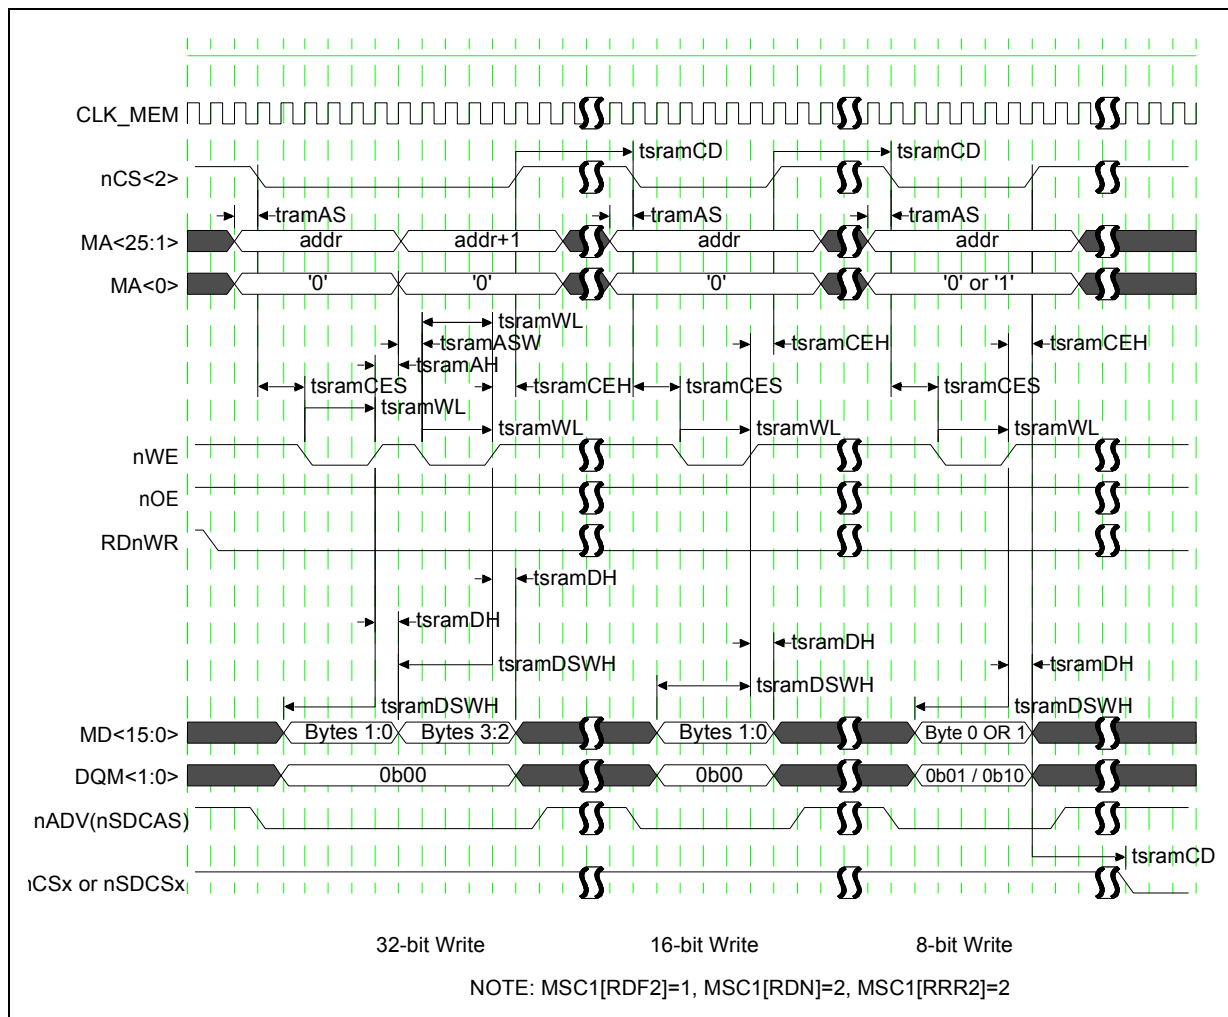 CLK_MEM
tsramCD tsramCD
nCS<2>
tramAS tramAS tramAS
MA<25:1> addr addr+1 addr addr
MA<0> '0' '0' '0' '0' or '1'
tsramWL
tsramASW tsramCEH tsramCEH
tsramAH
tsramCES tsramCEH tsramCES tsramCES
tsramWL
tsramWL tsramWL tsramWL
nWE
nOE
RDnWR
tsramDH
tsramDH
tsramDH tsramDH
tsramDSWH
tsramDSWH
tsramDSWH tsramDSWH
MD<15:0> Bytes 1:0 Bytes 3:2 Bytes 1:0 Byte 0 OR 1
DQM<1:0> 0b00 0b00 0b01 / 0b10
nADV(nSDCAS)
tsramCD
nCSx or nSDCSx
32-bit Write 16-bit Write 8-bit Write
NOTE: MSC1[RDF2]=1, MSC1[RDN]=2, MSC1[RRR2]=2